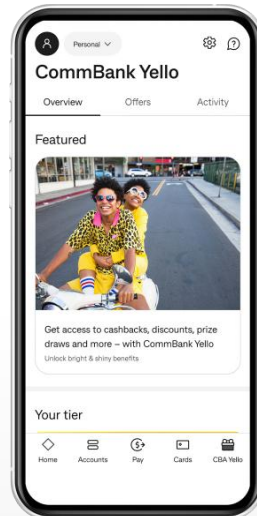 Personal
CommBank Yello
Overview Offers Activity
Featured
Get access to cashbacks, discounts, prize
draws and more – with CommBank Yello
Unlock bright & shiny benefits
Your tier
Home Accounts Pay Cards CBA Yello